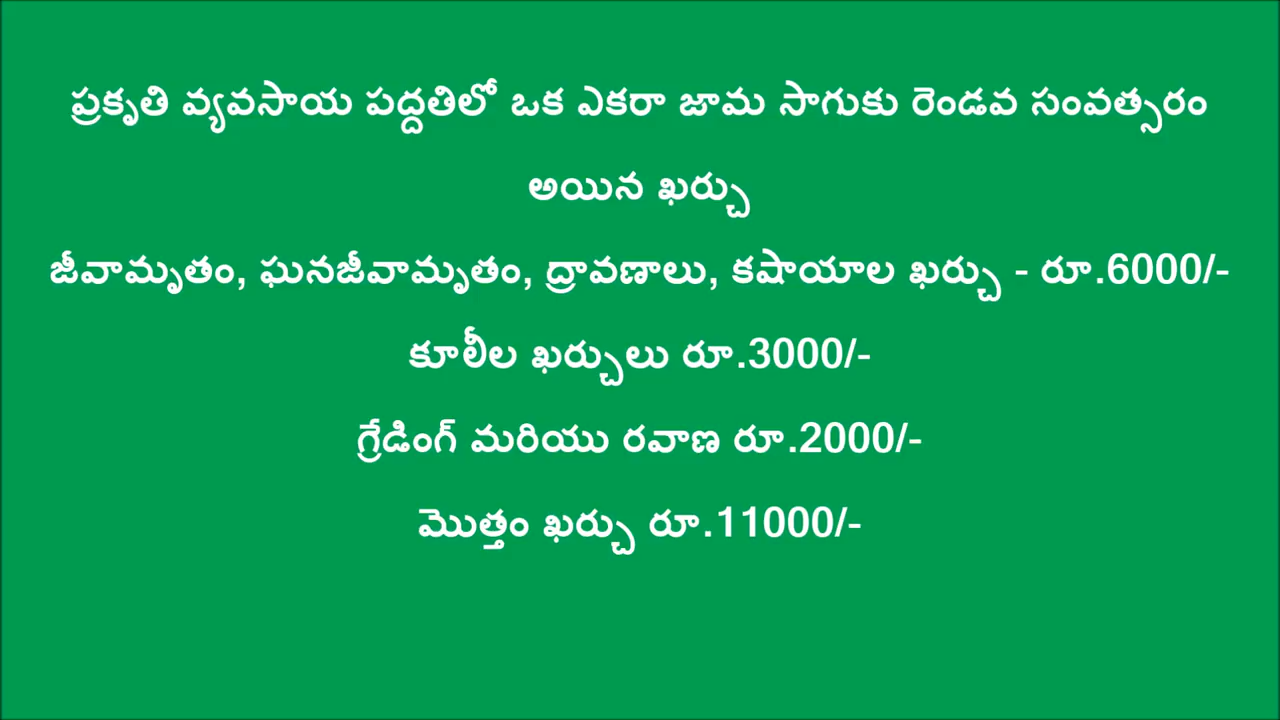 ప్రకృతి వ్యవసాయ పద్దతిలో ఒక ఎకరా జామ సాగుకు రెండవ సంవత్సరం
అయిన ఖర్చు
జీవామృతం, ఘనజీవామృతం, ద్రావణాలు, కషాయాల ఖర్చు - రూ.6000/-
కూలీల ఖర్చులు రూ.3000/-
గ్రేడింగ్ మరియు రవాణ రూ.2000/-
మొత్తం ఖర్చు రూ.11000/-